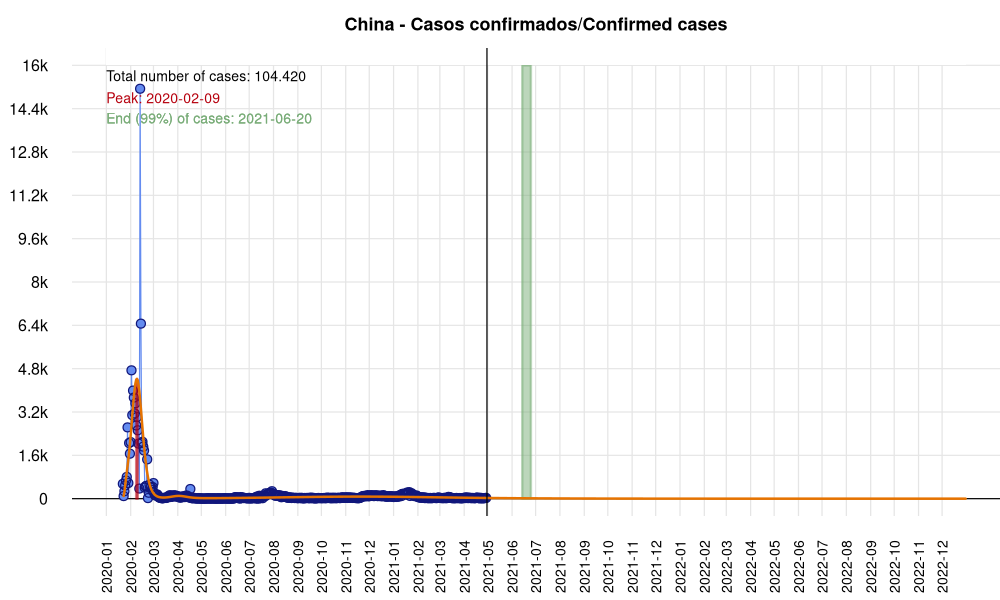 China - Casos confirmados/Confirmed cases
16k
Total number of cases: 104.420
Peak: 2020-02-09
14.4k
End (99%) of cases: 2021-06-20
12.8k
11.2k
9.6k
8k
6.4k
4.8k
3.2k
1.6k
0
2020-01
2020-02
2020-03
2020-04
2020-05
2020-06
2020-07
2020-08
2020-09
2020-10
2020-11
2020-12
2021-01
2021-02
2021-03
2021-04
2021-05
2021-06
2021-07
2021-08
2021-09
2021-10
2021-11
2021-12
2022-01
2022-02
2022-03
2022-04
2022-05
2022-06
2022-07
2022-08
2022-09
2022-10
2022-11
2022-12